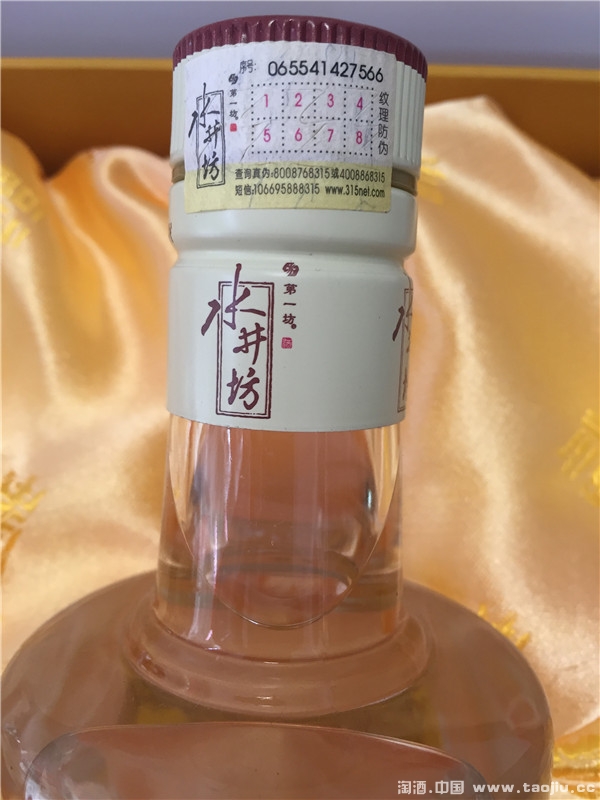 序号: 065541427566
1 2 3 4
5 6 7 8
纹理防伪
第一坊
水井坊
查询真伪:8008768315或4008868315
短信:106695888315 www.315net.com
第一坊
水井坊
淘酒.中国 www.taojiu.cc